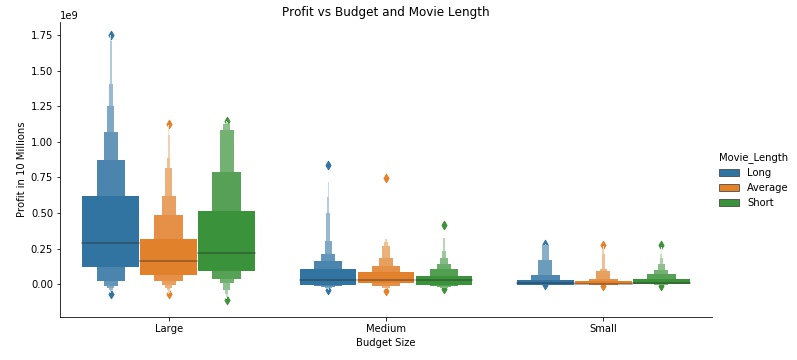 Profit vs Budget and Movie Length
1e9
1.75
1.50
1.25
1.00
0.75
0.50
0.25
0.00
Profit in 10 Millions
Large
Medium
Small
Budget Size
Movie_Length
Long
Average
Short